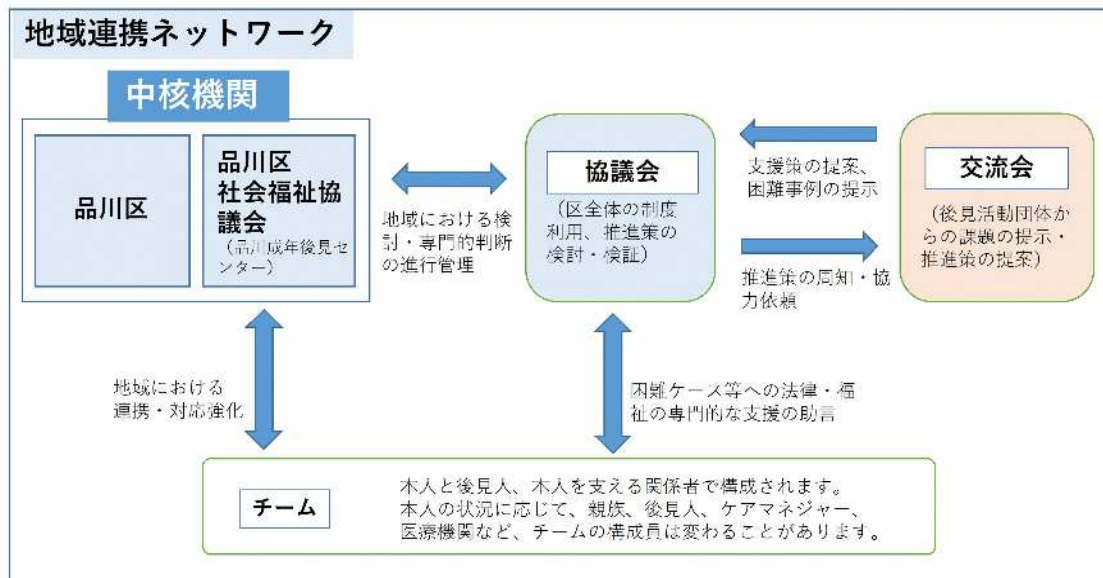 地域連携ネットワーク
中核機関
品川区
品川区
社会福祉協
議会
（品川成年後見セ
ンター）
地域における検
討・専門的判断
の進行管理
協議会
（区全体の制度
利用、推進策の
検討・検証）
支援策の提案、
困難事例の提示
推進策の周知・協
力依頼
交流会
（後見活動団体か
らの課題の提示・
推進策の提案）
地域における
連携・対応強化
困難ケース等への法律・福
祉の専門的な支援の助言
チーム
本人と後見人、本人を支える関係者で構成されます。
本人の状況に応じて、親族、後見人、ケアマネジャー、
医療機関など、チームの構成員は変わることがあります。